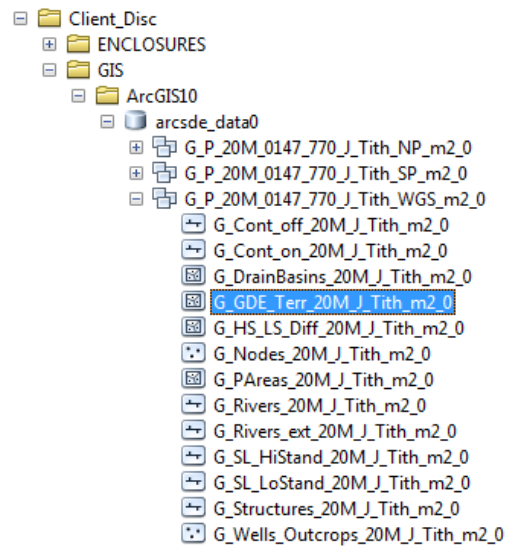 Client_Disc
ENCLOSURES
GIS
ArcGIS10
arcsde_data0
G_P_20M_0147_770_J_Tith_NP_m2_0
G_P_20M_0147_770_J_Tith_SP_m2_0
G_P_20M_0147_770_J_Tith_WGS_m2_0
G_Cont_off_20M_J_Tith_m2_0
G_Cont_on_20M_J_Tith_m2_0
G_DrainBasins_20M_J_Tith_m2_0
G_GDE_Terr_20M_J_Tith_m2_0
G_HS_LS_Diff_20M_J_Tith_m2_0
G_Nodes_20M_J_Tith_m2_0
G_PAreas_20M_J_Tith_m2_0
G_Rivers_20M_J_Tith_m2_0
G_Rivers_ext_20M_J_Tith_m2_0
G_SL_HiStand_20M_J_Tith_m2_0
G_SL_LoStand_20M_J_Tith_m2_0
G_Structures_20M_J_Tith_m2_0
G_Wells_Outcrops_20M_J_Tith_m2_0